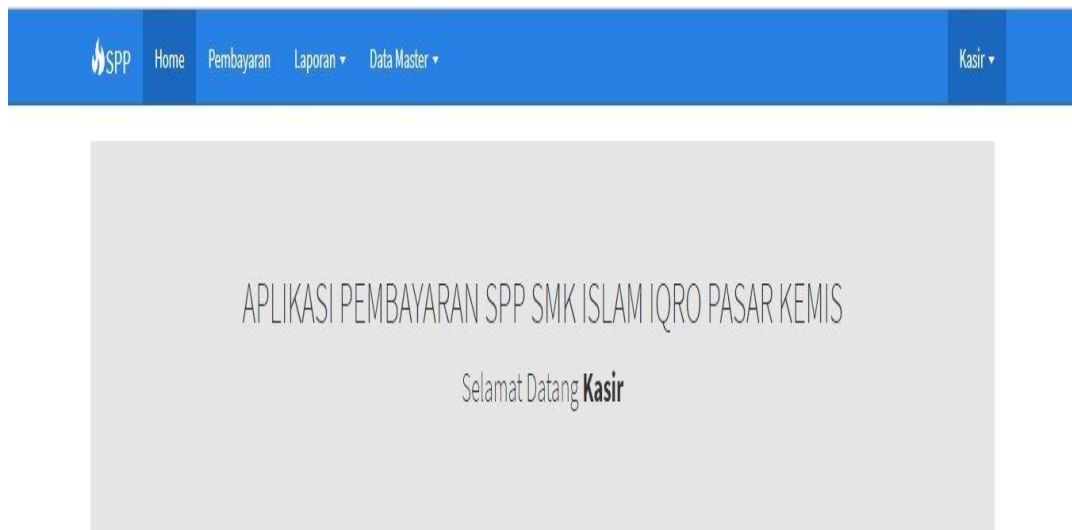 SPP Home Pembayaran Laporan Data Master Kasir
APLIKASI PEMBAYARAN SPP SMK ISLAM IQRO PASAR KEMIS
Selamat Datang Kasir